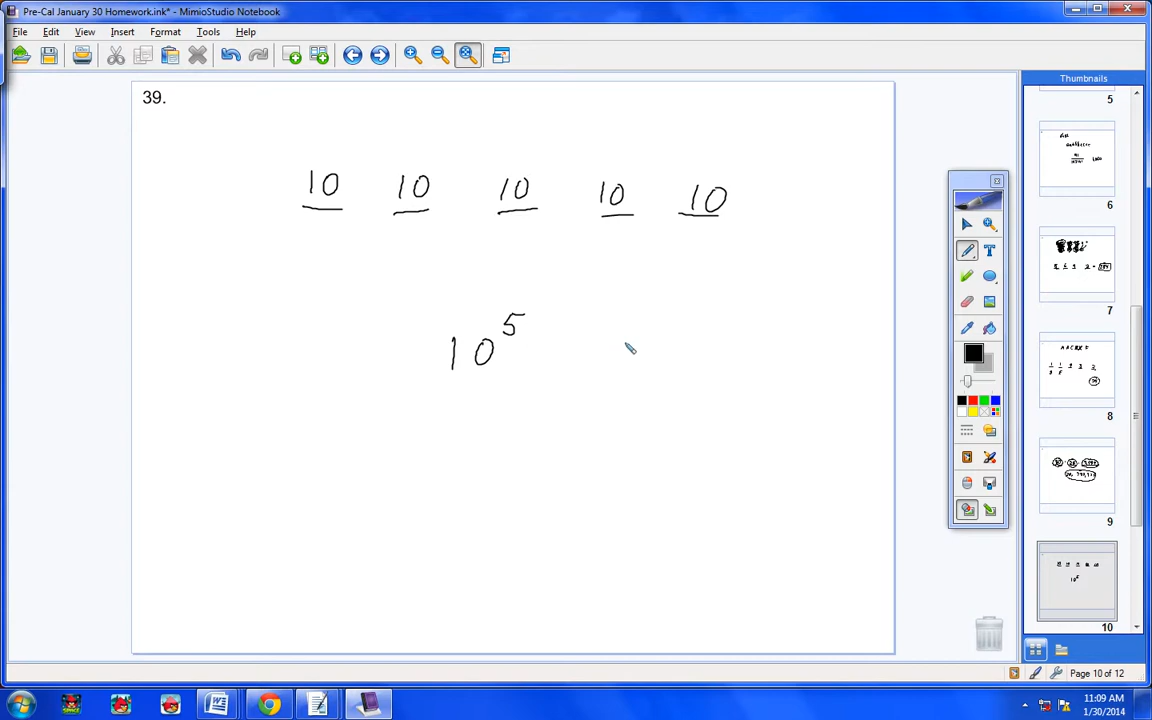 Pre-Cal January 30 Homework.ink* - MimioStudio Notebook
File Edit View Insert Format Tools Help
Thumbnails
39.
10 10 10 10 10
10^5
5
6
7
8
9
10
Page 10 of 12
11:09 AM
1/30/2014